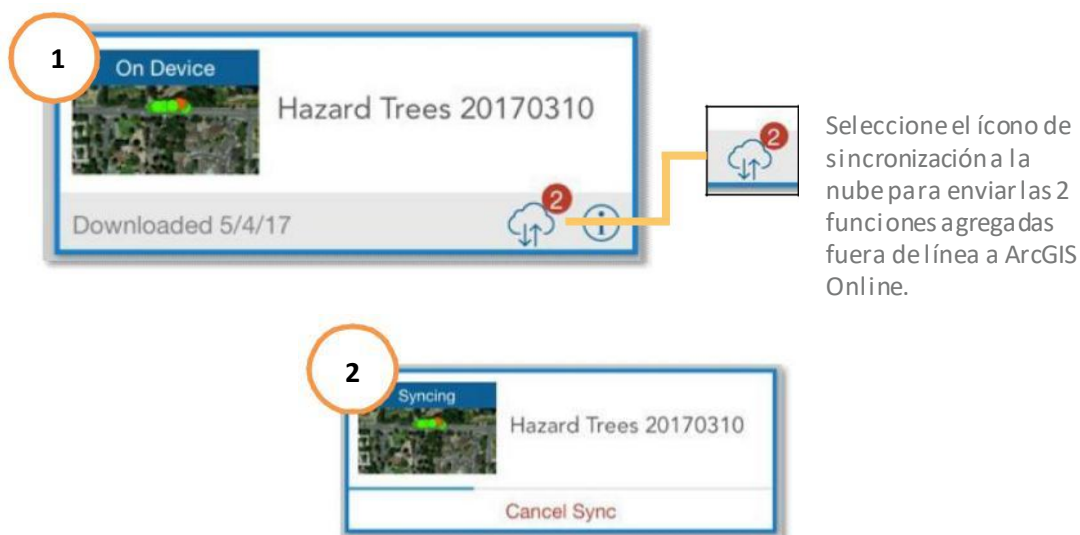 1
On Device
Hazard Trees 20170310
Downloaded 5/4/17
2
2
Seleccione el ícono de
sincronización a la
nube para enviar las 2
funciones agregadas
fuera de línea a ArcGIS
Online.
2
Syncing
Hazard Trees 20170310
Cancel Sync